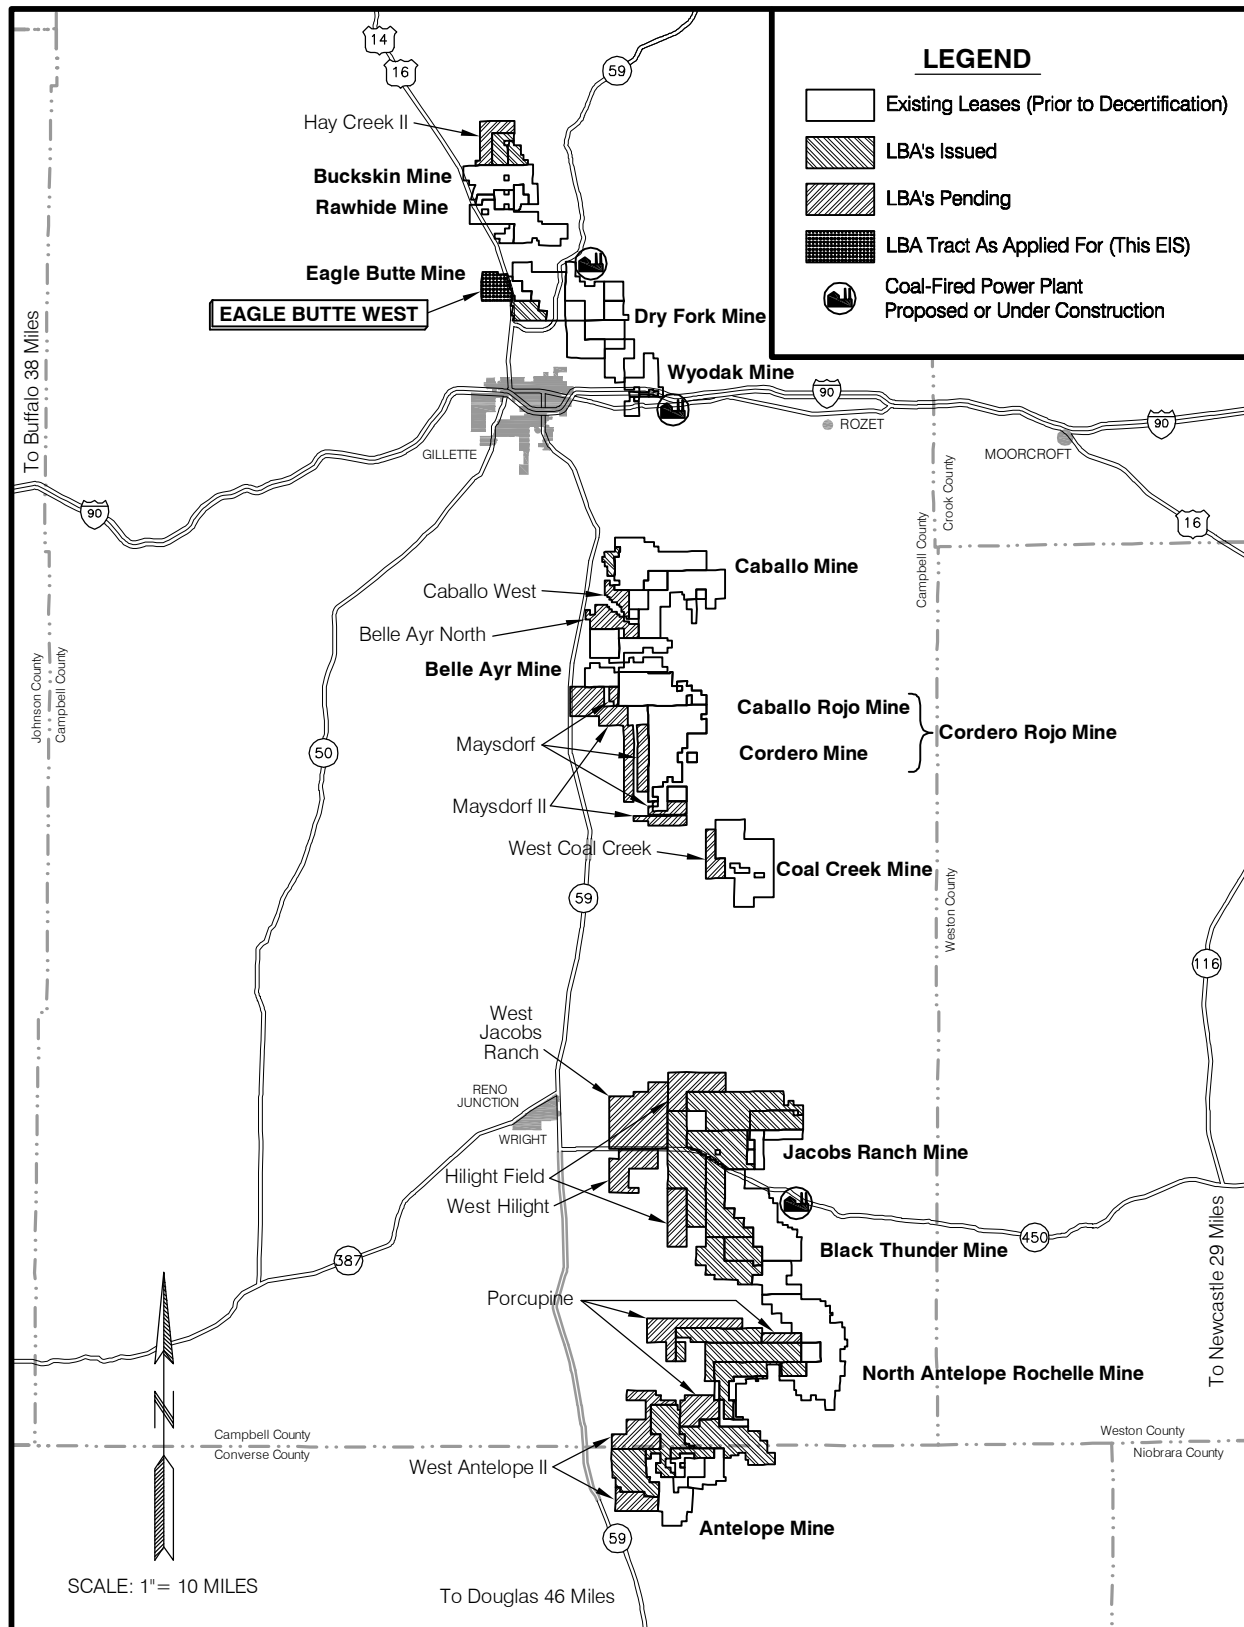 LEGEND
Existing Leases (Prior to Decertification)
LBA's Issued
LBA's Pending
LBA Tract As Applied For (This EIS)
Coal-Fired Power Plant
Proposed or Under Construction
14
16
59
Hay Creek II
Buckskin Mine
Rawhide Mine
Eagle Butte Mine
EAGLE BUTTE WEST
Dry Fork Mine
Wyodak Mine
To Buffalo 38 Miles
90
90
90
ROZET
MOORCROFT
GILLETTE
16
Campbell County
Crook County
Caballo Mine
Caballo West
Belle Ayr North
Belle Ayr Mine
Johnson County
Campbell County
50
Caballo Rojo Mine
Cordero Rojo Mine
Maysdorf
Cordero Mine
Maysdorf II
West Coal Creek
Coal Creek Mine
59
Weston County
116
West
Jacobs
Ranch
RENO
JUNCTION
WRIGHT
Jacobs Ranch Mine
Hilight Field
West Hilight
Black Thunder Mine
450
387
To Newcastle 29 Miles
Porcupine
North Antelope Rochelle Mine
N
Campbell County
Converse County
Weston County
Niobrara County
West Antelope II
Antelope Mine
59
SCALE: 1"= 10 MILES
To Douglas 46 Miles